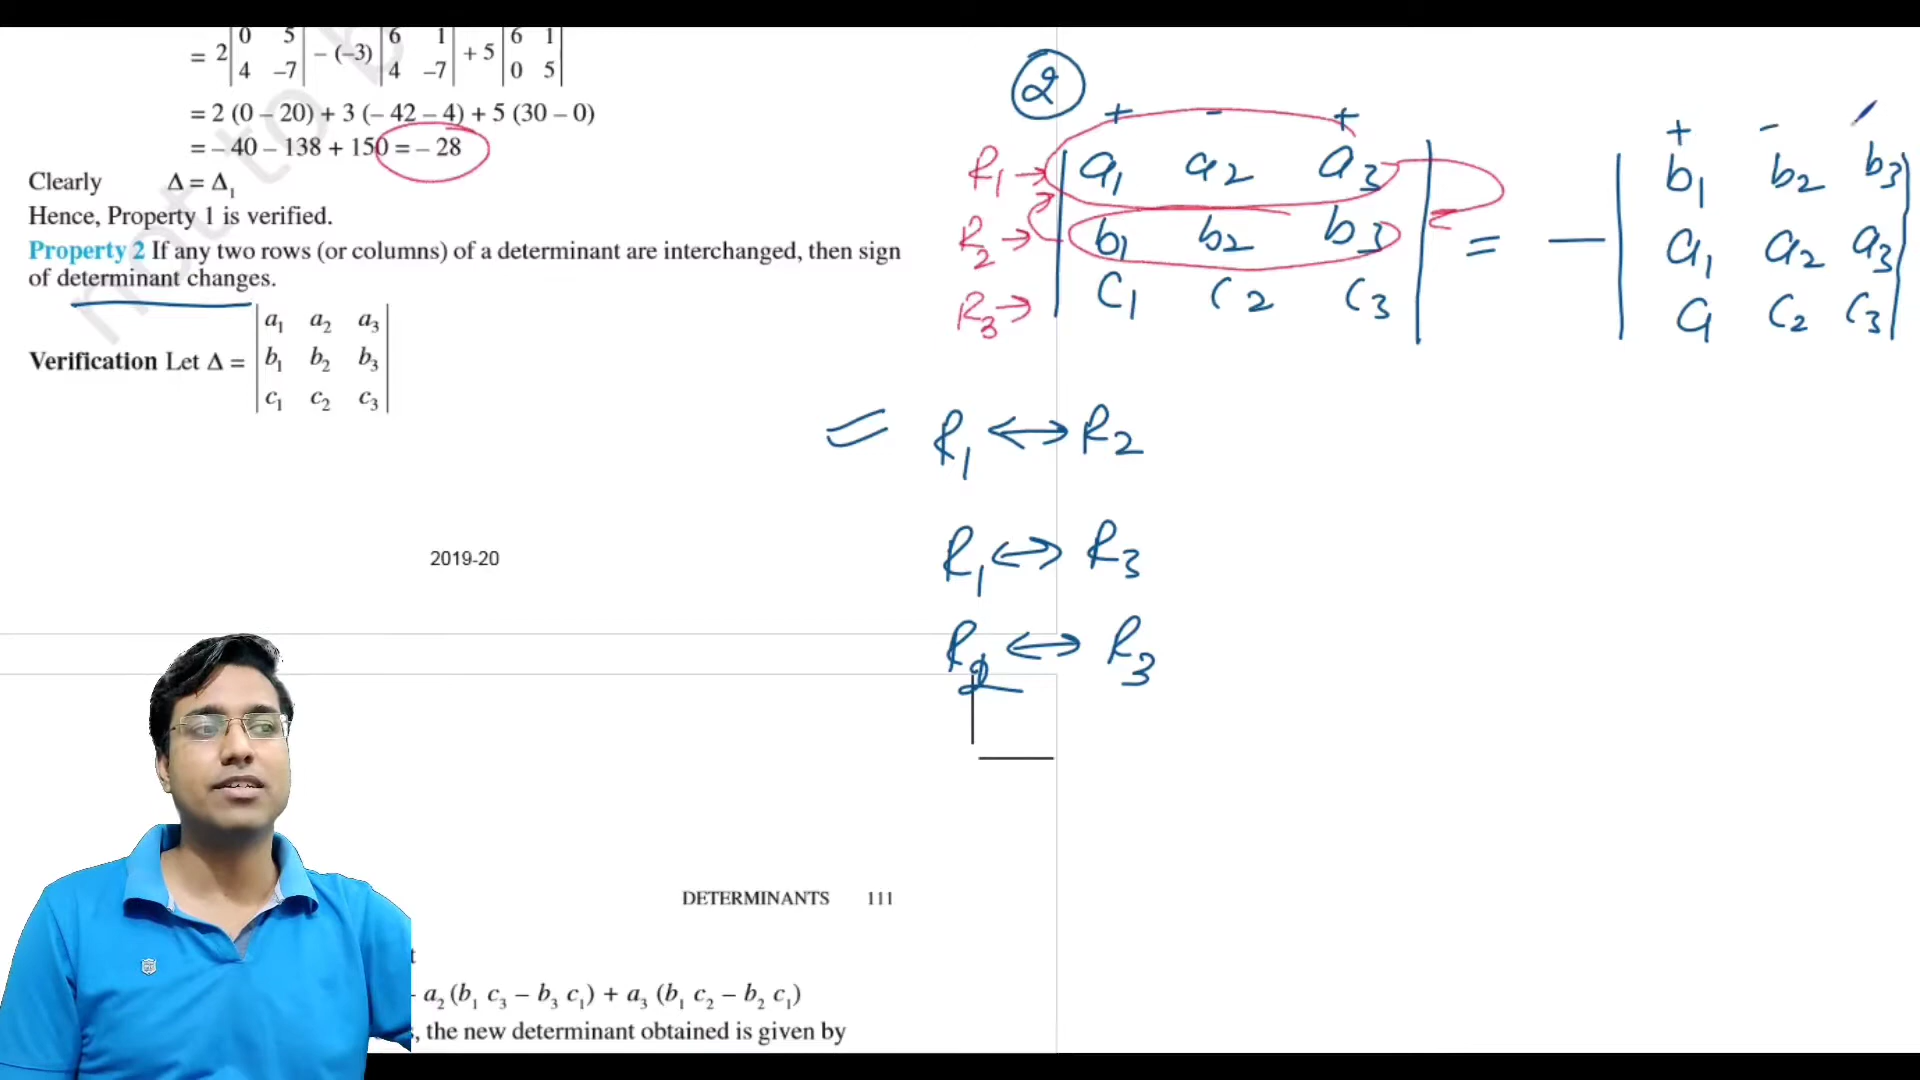 = 2 | 0 5 | – (–3) | 6 1 | + 5 | 6 1 |
| 4 –7 | | 4 –7 | | 0 5 |
= 2 (0 – 20) + 3 (– 42 – 4) + 5 (30 – 0)
= – 40 – 138 + 150 = – 28
Clearly Δ = Δ₁
Hence, Property 1 is verified.
Property 2 If any two rows (or columns) of a determinant are interchanged, then sign
of determinant changes.
Verification Let Δ = | a₁ a₂ a₃ |
| b₁ b₂ b₃ |
| c₁ c₂ c₃ |
2019-20
DETERMINANTS 111
a₂ (b₁ c₃ – b₃ c₁) + a₃ (b₁ c₂ – b₂ c₁)
, the new determinant obtained is given by
not to b
2
+ - +
R₁ → | a₁ a₂ a₃ |
R₂ → | b₁ b₂ b₃ |
R₃ → | c₁ c₂ c₃ |
= —
+ -
| b₁ b₂ b₃ |
| a₁ a₂ a₃ |
| c₁ c₂ c₃ |
= R₁ ↔ R₂
R₁ ↔ R₃
R₂ ↔ R₃